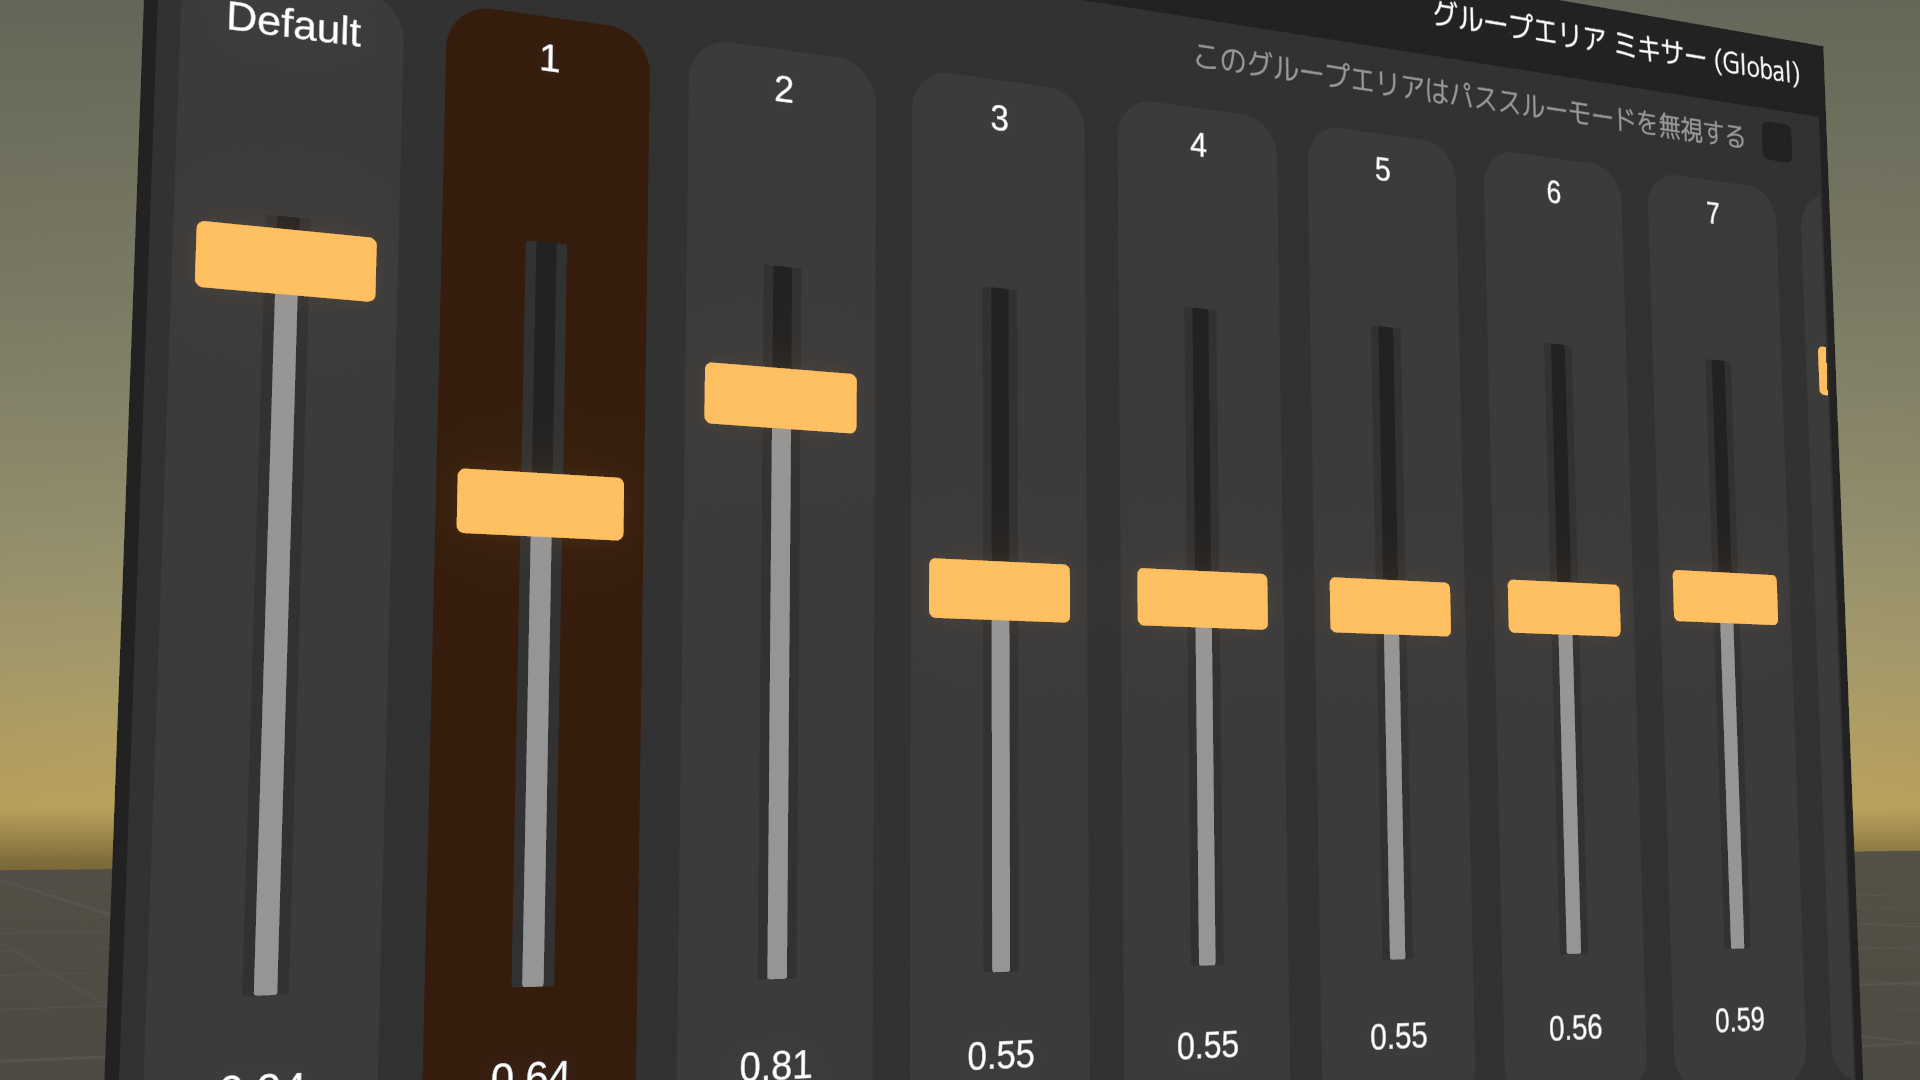 グループエリア ミキサー (Global)
このグループエリアはパススルーモードを無視する
Default 1 2 3 4 5 6 7
0.64 0.81 0.55 0.55 0.55 0.56 0.59